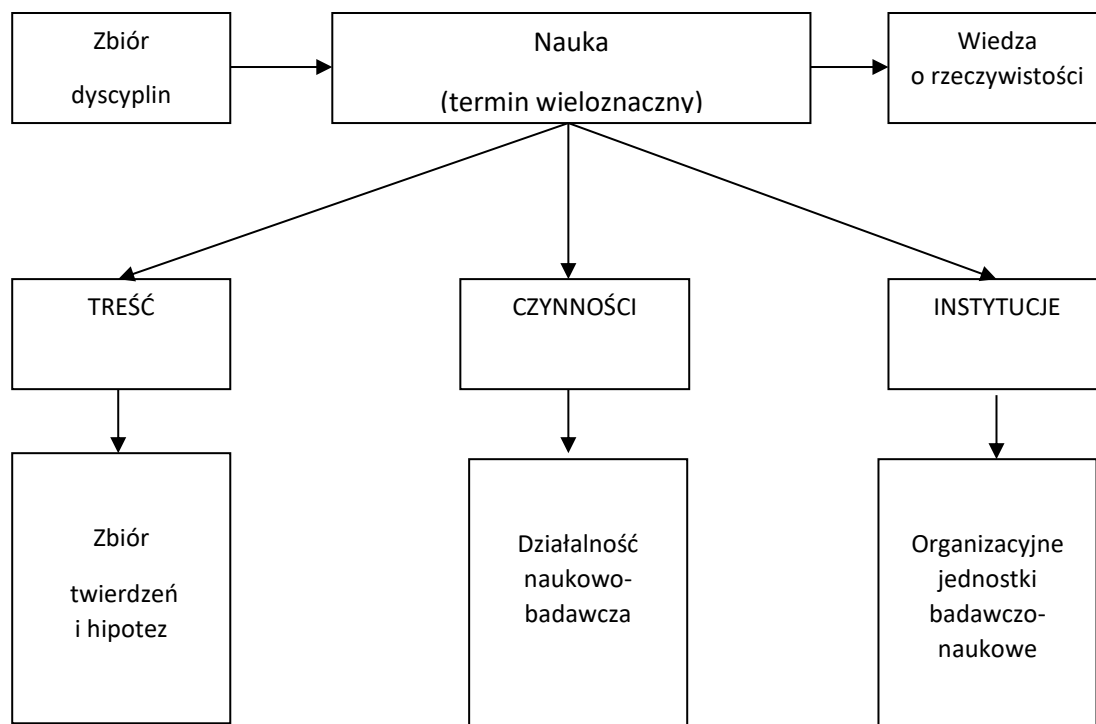 Zbiór
dyscyplin
Nauka
(termin wieloznaczny)
Wiedza
o rzeczywistości
TREŚĆ
CZYNNOŚCI
INSTYTUCJE
Zbiór
twierdzeń
i hipotez
Działalność
naukowo-
badawcza
Organizacyjne
jednostki
badawczo-
naukowe